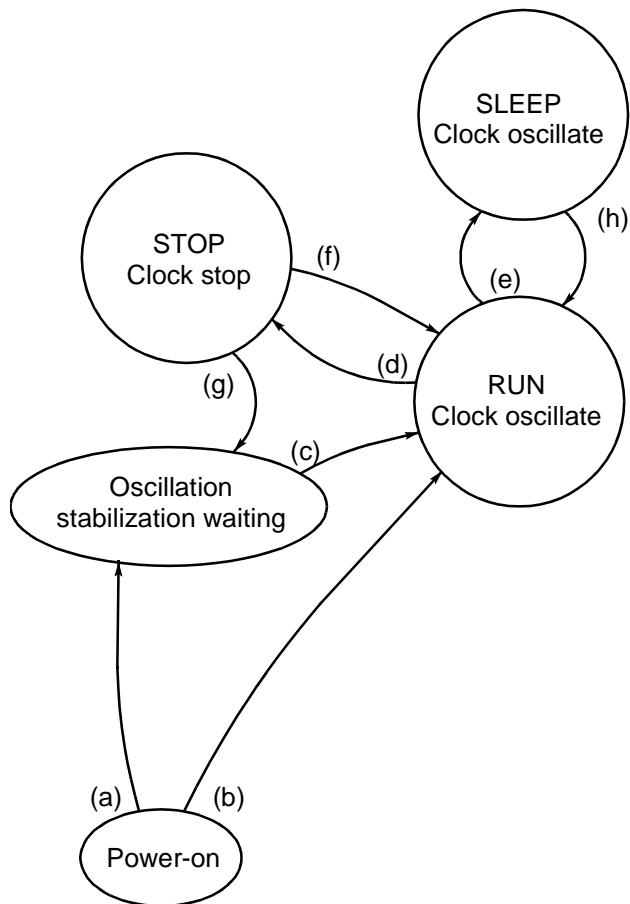 SLEEP
Clock oscillate
(h)
STOP
Clock stop
(f)
(e)
(d)
RUN
Clock oscillate
(g)
(c)
Oscillation
stabilization waiting
(a)
(b)
Power-on